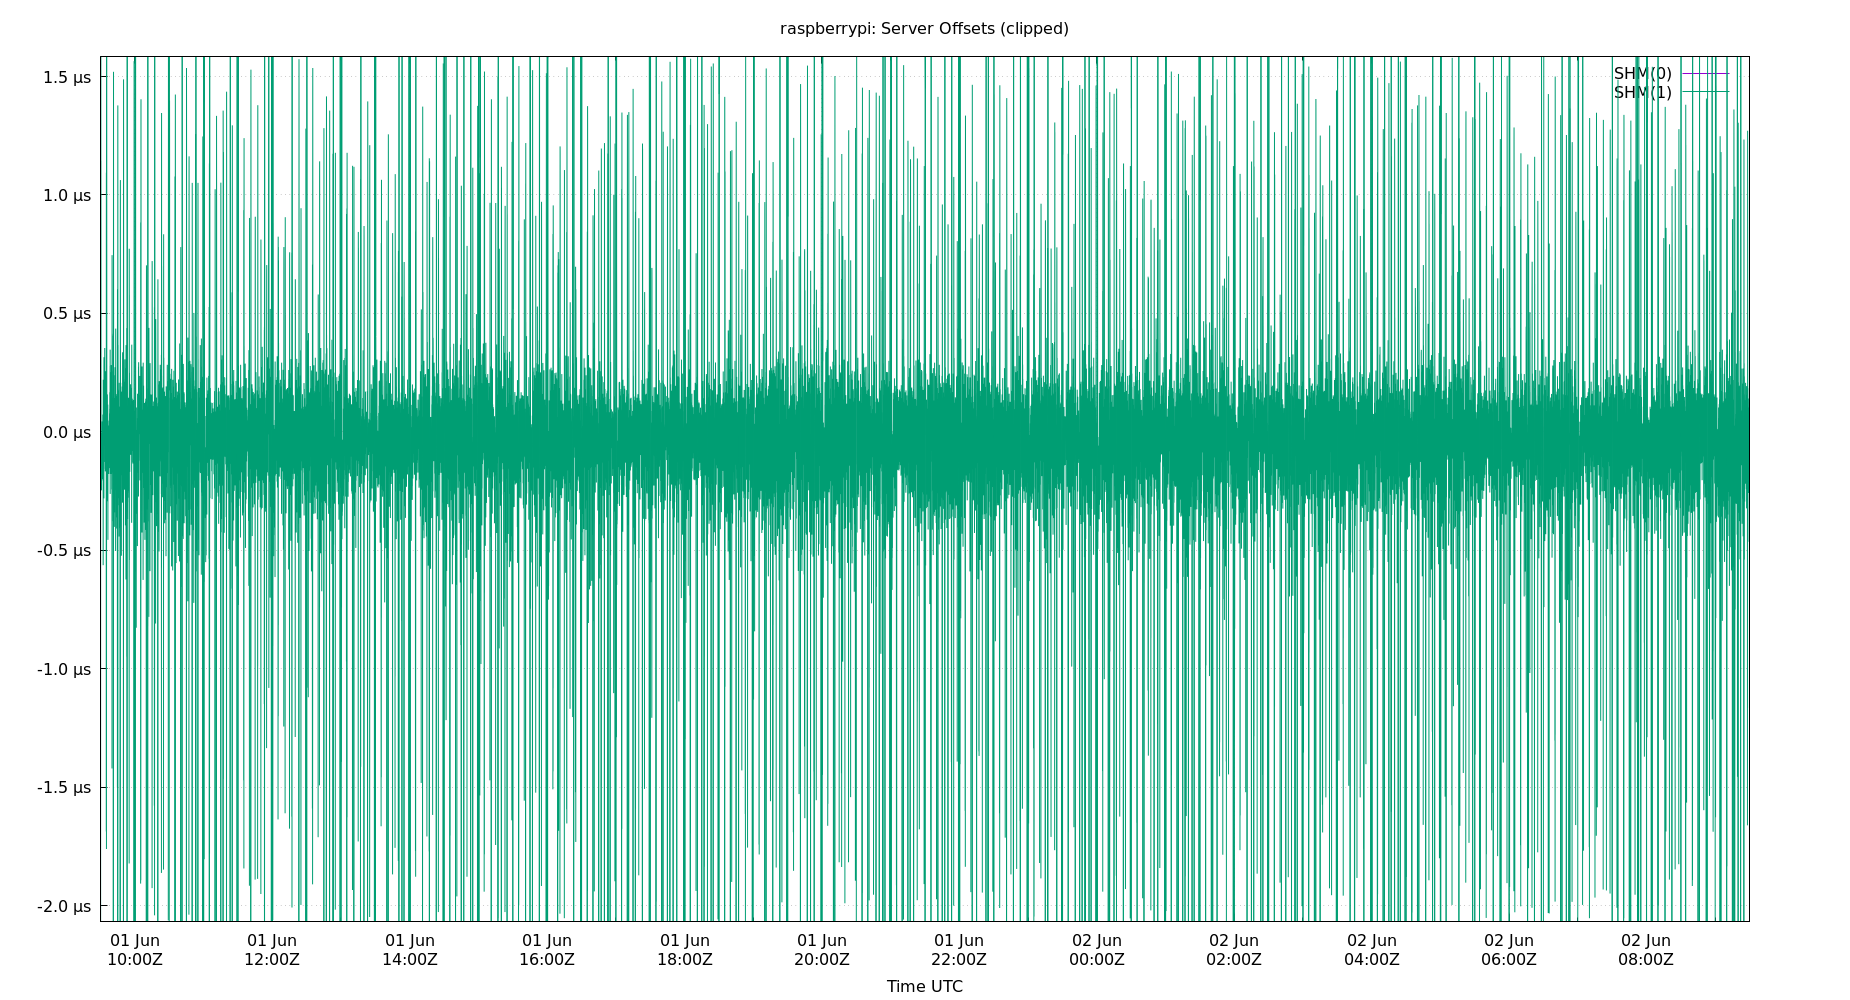 raspberrypi: Server Offsets (clipped)
SHM(0)
SHM(1)
1.5 µs
1.0 µs
0.5 µs
0.0 µs
-0.5 µs
-1.0 µs
-1.5 µs
-2.0 µs
01 Jun 01 Jun 01 Jun 01 Jun 01 Jun 01 Jun 01 Jun 02 Jun 02 Jun 02 Jun 02 Jun 02 Jun
10:00Z 12:00Z 14:00Z 16:00Z 18:00Z 20:00Z 22:00Z 00:00Z 02:00Z 04:00Z 06:00Z 08:00Z
Time UTC